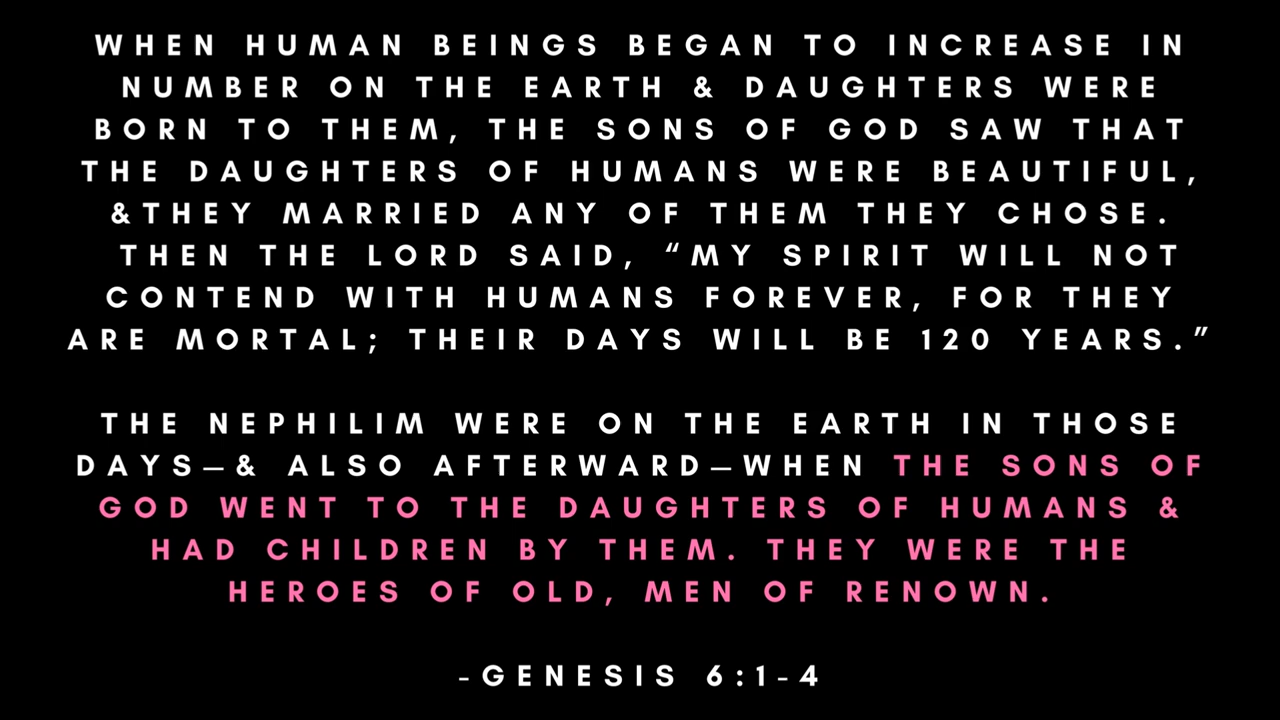 WHEN HUMAN BEINGS BEGAN TO INCREASE IN
NUMBER ON THE EARTH & DAUGHTERS WERE
BORN TO THEM, THE SONS OF GOD SAW THAT
THE DAUGHTERS OF HUMANS WERE BEAUTIFUL,
&THEY MARRIED ANY OF THEM THEY CHOSE.
THEN THE LORD SAID, “MY SPIRIT WILL NOT
CONTEND WITH HUMANS FOREVER, FOR THEY
ARE MORTAL; THEIR DAYS WILL BE 120 YEARS.”
THE NEPHILIM WERE ON THE EARTH IN THOSE
DAYS—& ALSO AFTERWARD—WHEN THE SONS OF
GOD WENT TO THE DAUGHTERS OF HUMANS &
HAD CHILDREN BY THEM. THEY WERE THE
HEROES OF OLD, MEN OF RENOWN.
-GENESIS 6:1-4